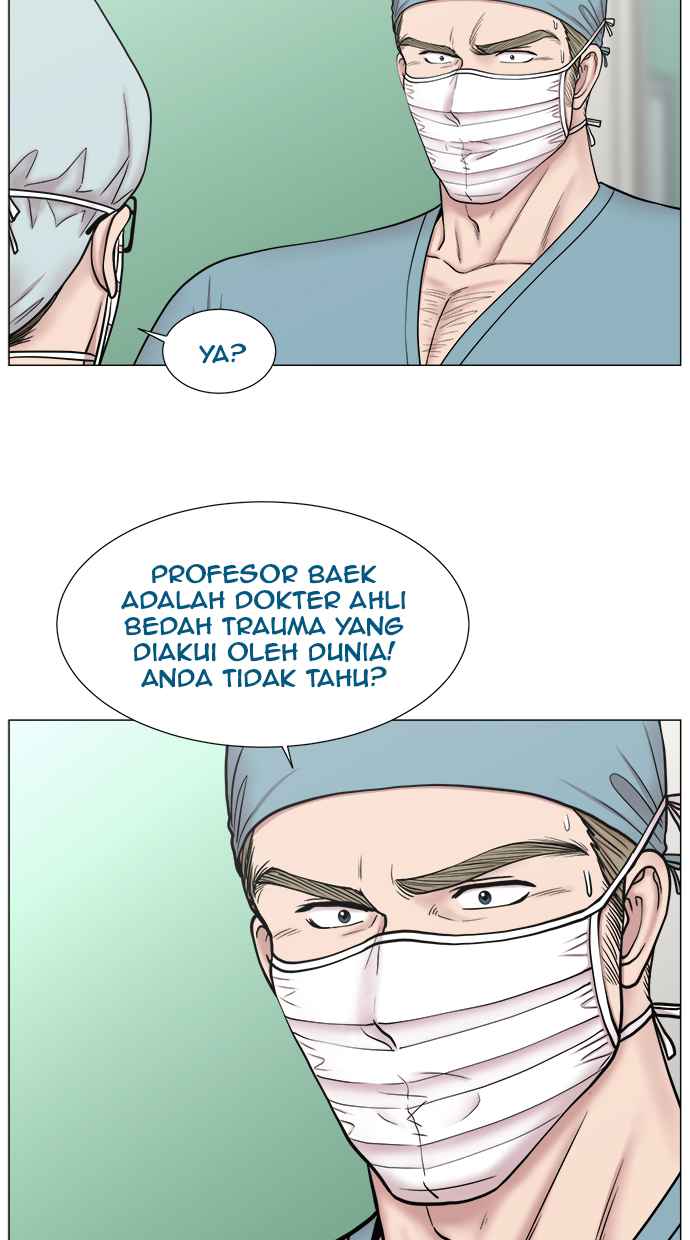 YA?
PROFESOR BAEK
ADALAH DOKTER AHLI
BEDAH TRAUMA YANG
DIAKUI OLEH DUNIA!
ANDA TIDAK TAHU?